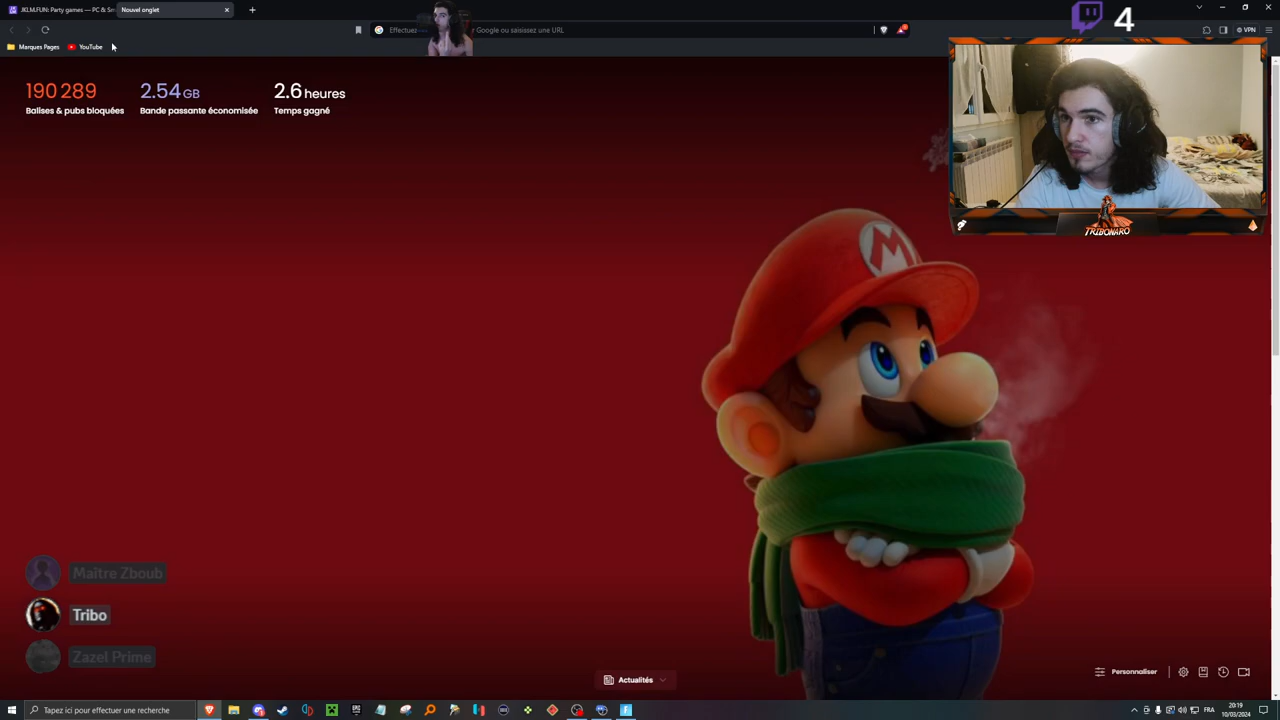 JKLM.FUN: Party games — PC & Sm
Nouvel onglet
4
Effectuez
r Google ou saisissez une URL
VPN
Marques Pages
YouTube
190 289
2.54 GB
2.6 heures
Balises & pubs bloquées
Bande passante économisée
Temps gagné
TRIBONARO
M
Maitre Zboub
Tribo
Zazel Prime
Actualités
Personnaliser
Tapez ici pour effectuer une recherche
FRA
20:19
10/03/2024